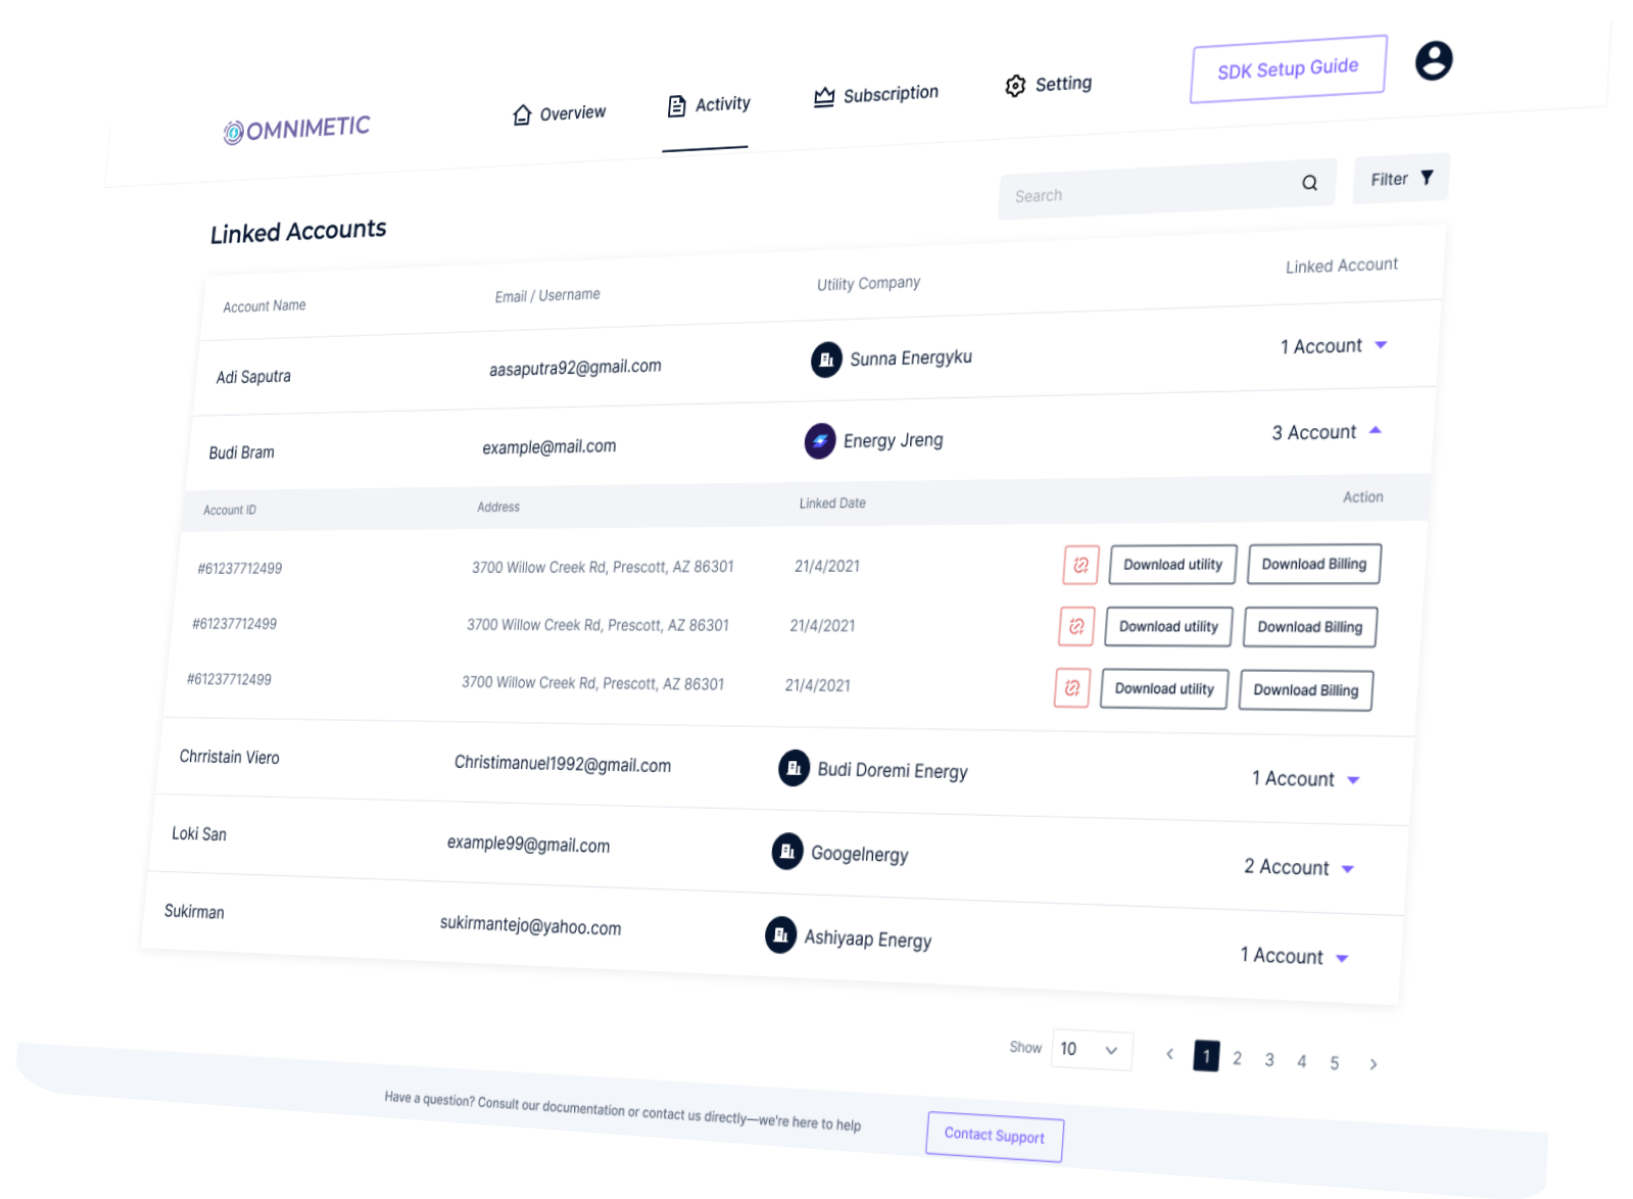 OMNIMETIC
Overview
Activity
Subscription
Setting
SDK Setup Guide
Linked Accounts
Search
Filter
Account Name Email / Username Utility Company Linked Account
Adi Saputra aasaputra92@gmail.com Sunna Energyku 1 Account
Budi Bram example@mail.com Energy Jreng 3 Account
Account ID Address Linked Date Action
#61237712499 3700 Willow Creek Rd, Prescott, AZ 86301 21/4/2021 Download utility Download Billing
#61237712499 3700 Willow Creek Rd, Prescott, AZ 86301 21/4/2021 Download utility Download Billing
#61237712499 3700 Willow Creek Rd, Prescott, AZ 86301 21/4/2021 Download utility Download Billing
Chrristain Viero Christimanuel1992@gmail.com Budi Doremi Energy 1 Account
Loki San example99@gmail.com Googelnergy 2 Account
Sukirman sukirmantejo@yahoo.com Ashiyaap Energy 1 Account
Show 10 1 2 3 4 5
Have a question? Consult our documentation or contact us directly—we're here to help
Contact Support